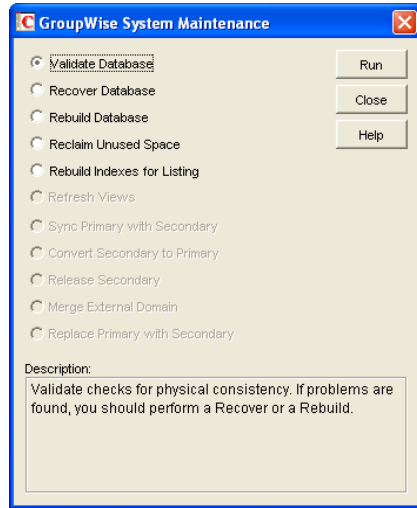 GroupWise System Maintenance
Validate Database
Run
Recover Database
Close
Rebuild Database
Help
Reclaim Unused Space
Rebuild Indexes for Listing
Refresh Views
Sync Primary with Secondary
Convert Secondary to Primary
Release Secondary
Merge External Domain
Replace Primary with Secondary
Description:
Validate checks for physical consistency. If problems are
found, you should perform a Recover or a Rebuild.